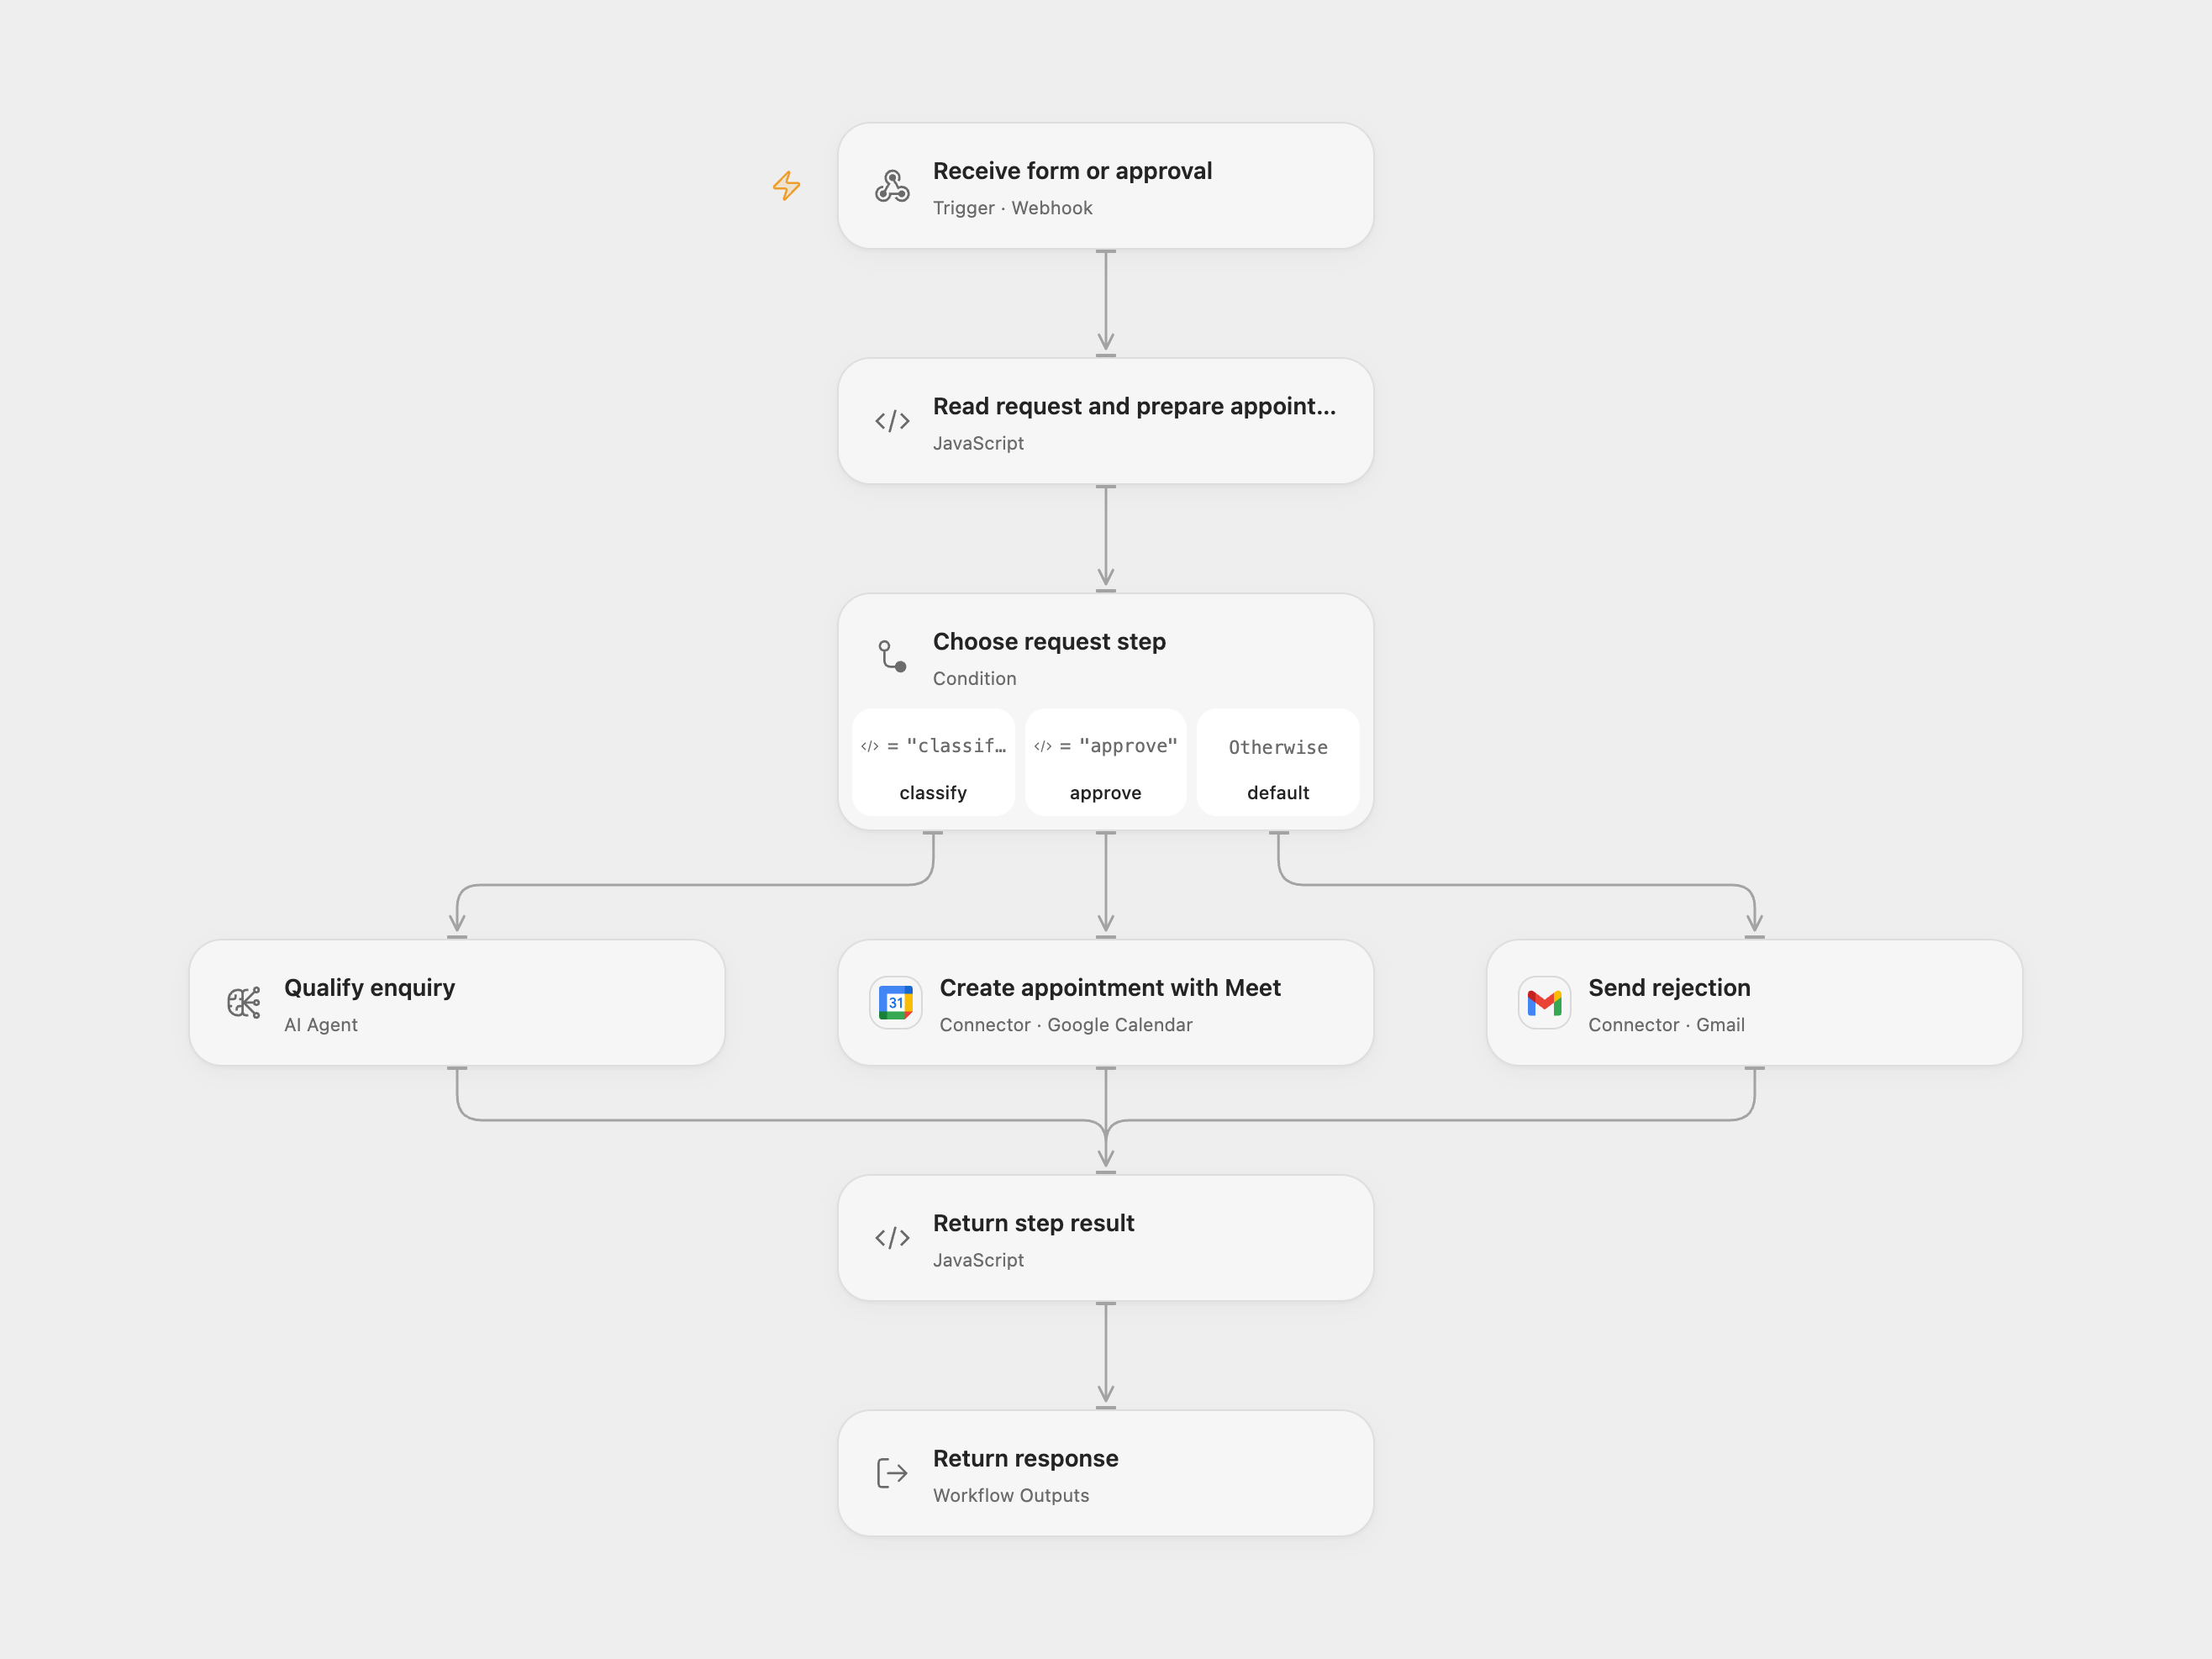 Receive form or approval
Trigger · Webhook
Read request and prepare appoint...
JavaScript
Choose request step
Condition
</> = "classif…
classify
</> = "approve"
approve
Otherwise
default
Qualify enquiry
AI Agent
31
Create appointment with Meet
Connector · Google Calendar
Send rejection
Connector · Gmail
Return step result
JavaScript
Return response
Workflow Outputs